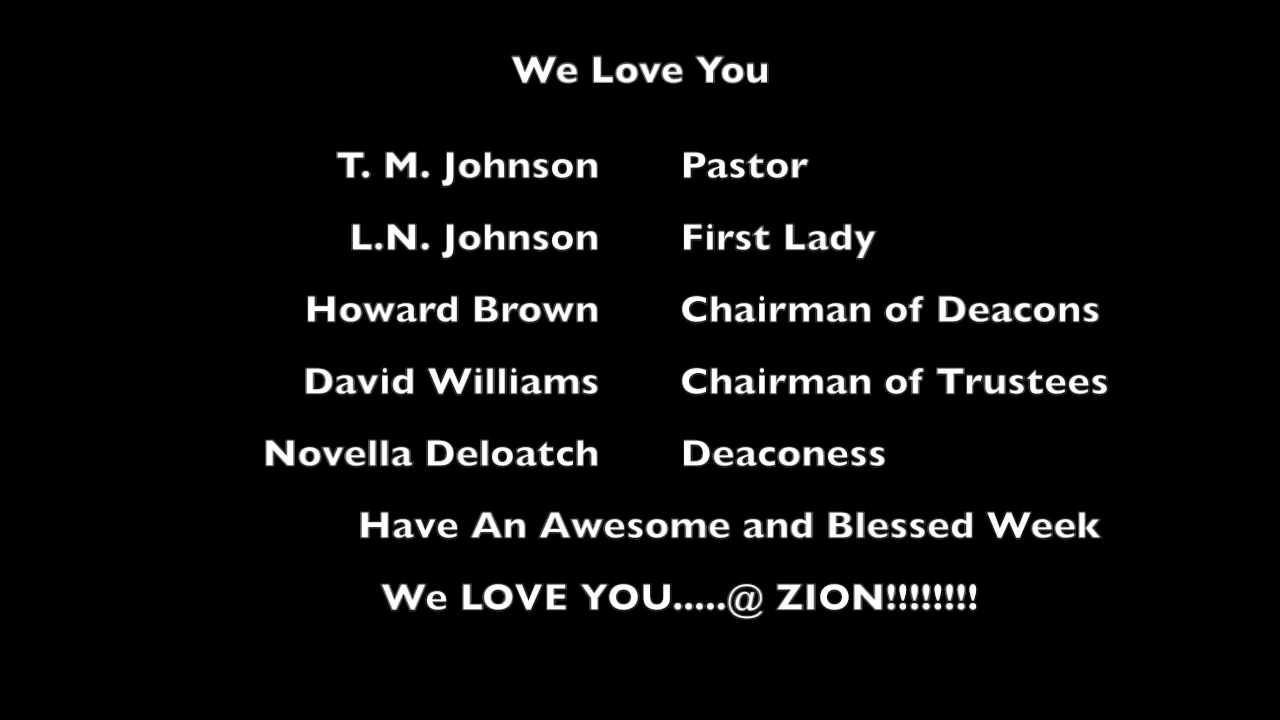 We Love You
T. M. Johnson Pastor
L.N. Johnson First Lady
Howard Brown Chairman of Deacons
David Williams Chairman of Trustees
Novella Deloatch Deaconess
Have An Awesome and Blessed Week
We LOVE YOU.....@ ZION!!!!!!!!